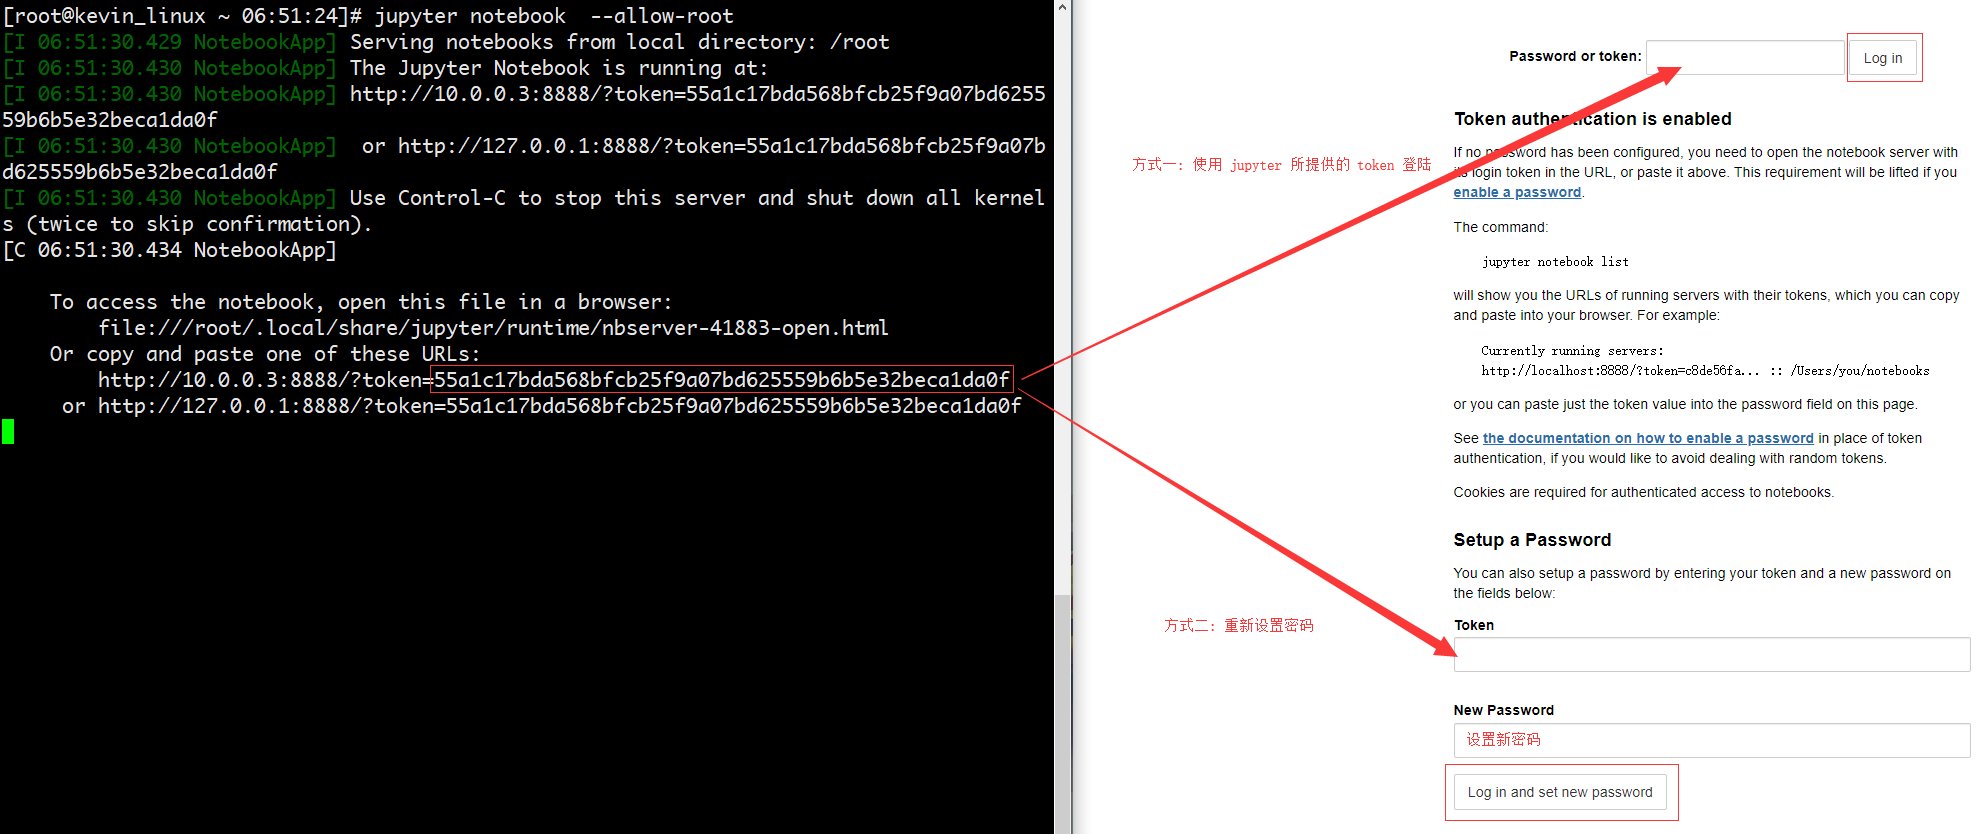 [root@kevin_linux ~ 06:51:24]# jupyter notebook  --allow-root
[I 06:51:30.429 NotebookApp] Serving notebooks from local directory: /root
[I 06:51:30.430 NotebookApp] The Jupyter Notebook is running at:
[I 06:51:30.430 NotebookApp] http://10.0.0.3:8888/?token=55a1c17bda568bfcb25f9a07bd6255
59b6b5e32beca1da0f
[I 06:51:30.430 NotebookApp]  or http://127.0.0.1:8888/?token=55a1c17bda568bfcb25f9a07b
d625559b6b5e32beca1da0f
[I 06:51:30.430 NotebookApp] Use Control-C to stop this server and shut down all kernel
s (twice to skip confirmation).
[C 06:51:30.434 NotebookApp]
To access the notebook, open this file in a browser:
file:///root/.local/share/jupyter/runtime/nbserver-41883-open.html
Or copy and paste one of these URLs:
http://10.0.0.3:8888/?token=55a1c17bda568bfcb25f9a07bd625559b6b5e32beca1da0f
or http://127.0.0.1:8888/?token=55a1c17bda568bfcb25f9a07bd625559b6b5e32beca1da0f
Password or token:
Log in
Token authentication is enabled
方式一: 使用 jupyter 所提供的 token 登陆
If no password has been configured, you need to open the notebook server with
its login token in the URL, or paste it above. This requirement will be lifted if you
enable a password.
The command:
jupyter notebook list
will show you the URLs of running servers with their tokens, which you can copy
and paste into your browser. For example:
Currently running servers:
http://localhost:8888/?token=c8de56fa... :: /Users/you/notebooks
or you can paste just the token value into the password field on this page.
See the documentation on how to enable a password in place of token
authentication, if you would like to avoid dealing with random tokens.
Cookies are required for authenticated access to notebooks.
Setup a Password
You can also setup a password by entering your token and a new password on
the fields below:
方式二: 重新设置密码
Token
New Password
设置新密码
Log in and set new password